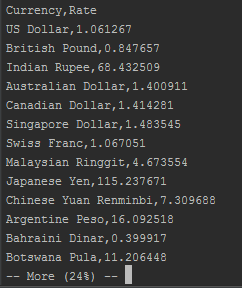 Currency,Rate
US Dollar,1.061267
British Pound,0.847657
Indian Rupee,68.432509
Australian Dollar,1.400911
Canadian Dollar,1.414281
Singapore Dollar,1.483545
Swiss Franc,1.067051
Malaysian Ringgit,4.673554
Japanese Yen,115.237671
Chinese Yuan Renminbi,7.309688
Argentine Peso,16.092518
Bahraini Dinar,0.399917
Botswana Pula,11.206448
-- More (24%) --